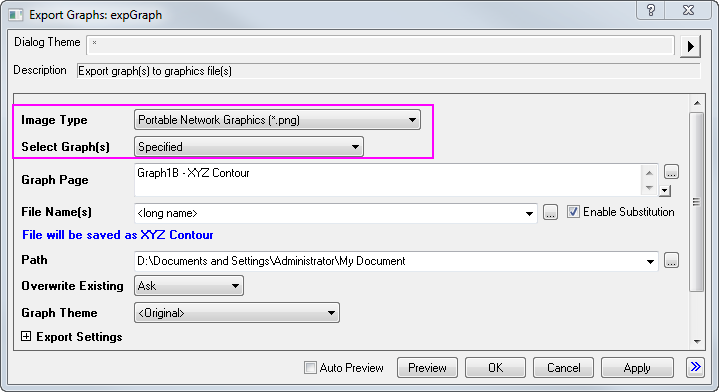 Export Graphs: expGraph
Dialog Theme *
Description Export graph(s) to graphics file(s)
Image Type Portable Network Graphics (*.png)
Select Graph(s) Specified
Graph Page Graph1B - XYZ Contour
File Name(s) <long name> ... Enable Substitution
File will be saved as XYZ Contour
Path D:\Documents and Settings\Administrator\My Document ...
Overwrite Existing Ask
Graph Theme <Original>
Export Settings
Auto Preview Preview OK Cancel Apply